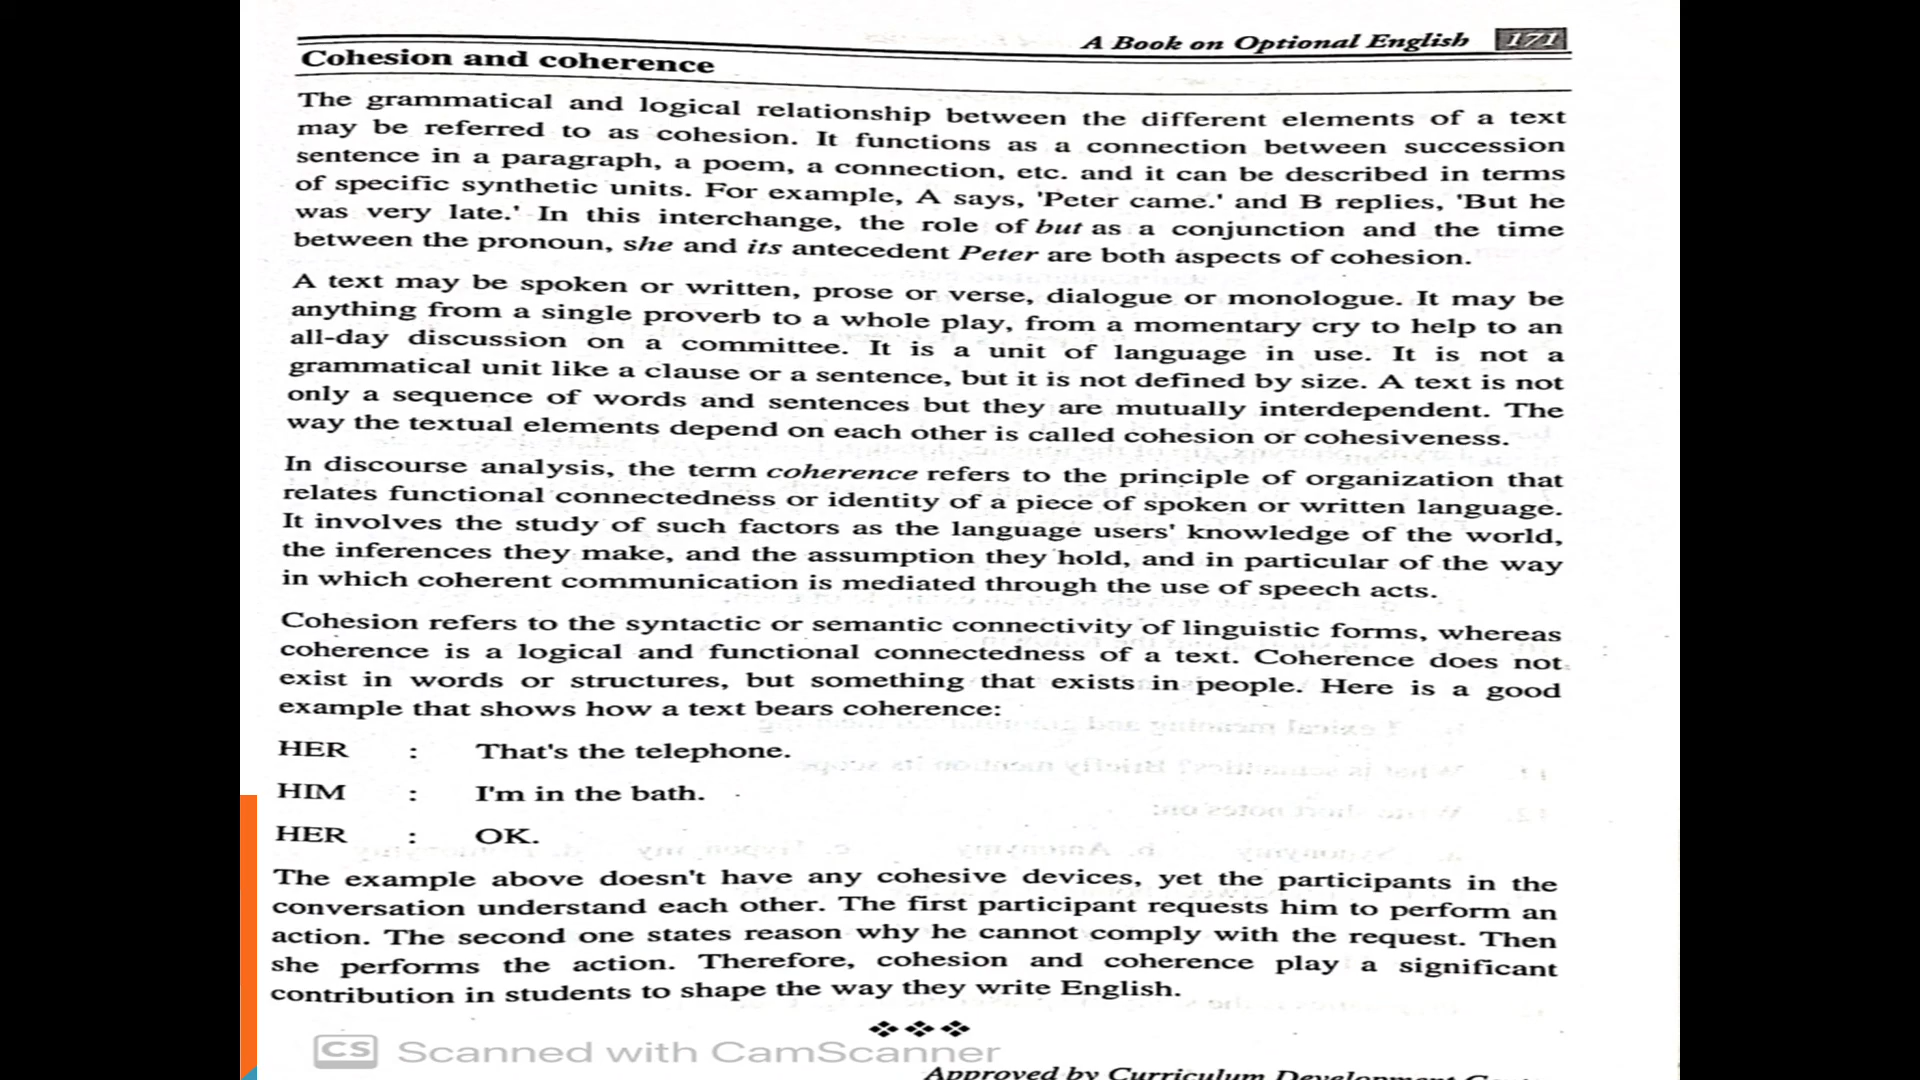 A Book on Optional English 171
Cohesion and coherence
The grammatical and logical relationship between the different elements of a text
may be referred to as cohesion. It functions as a connection between succession
sentence in a paragraph, a poem, a connection, etc. and it can be described in terms
of specific synthetic units. For example, A says, 'Peter came.' and B replies, 'But he
was very late.' In this interchange, the role of but as a conjunction and the time
between the pronoun, she and its antecedent Peter are both aspects of cohesion.
A text may be spoken or written, prose or verse, dialogue or monologue. It may be
anything from a single proverb to a whole play, from a momentary cry to help to an
all-day discussion on a committee. It is a unit of language in use. It is not a
grammatical unit like a clause or a sentence, but it is not defined by size. A text is not
only a sequence of words and sentences but they are mutually interdependent. The
way the textual elements depend on each other is called cohesion or cohesiveness.
In discourse analysis, the term coherence refers to the principle of organization that
relates functional connectedness or identity of a piece of spoken or written language.
It involves the study of such factors as the language users' knowledge of the world,
the inferences they make, and the assumption they hold, and in particular of the way
in which coherent communication is mediated through the use of speech acts.
Cohesion refers to the syntactic or semantic connectivity of linguistic forms, whereas
coherence is a logical and functional connectedness of a text. Coherence does not
exist in words or structures, but something that exists in people. Here is a good
example that shows how a text bears coherence:
HER : That's the telephone.
HIM : I'm in the bath.
HER : OK.
The example above doesn't have any cohesive devices, yet the participants in the
conversation understand each other. The first participant requests him to perform an
action. The second one states reason why he cannot comply with the request. Then
she performs the action. Therefore, cohesion and coherence play a significant
contribution in students to shape the way they write English.
CS Scanned with CamScanner
Approved by Curriculum Development